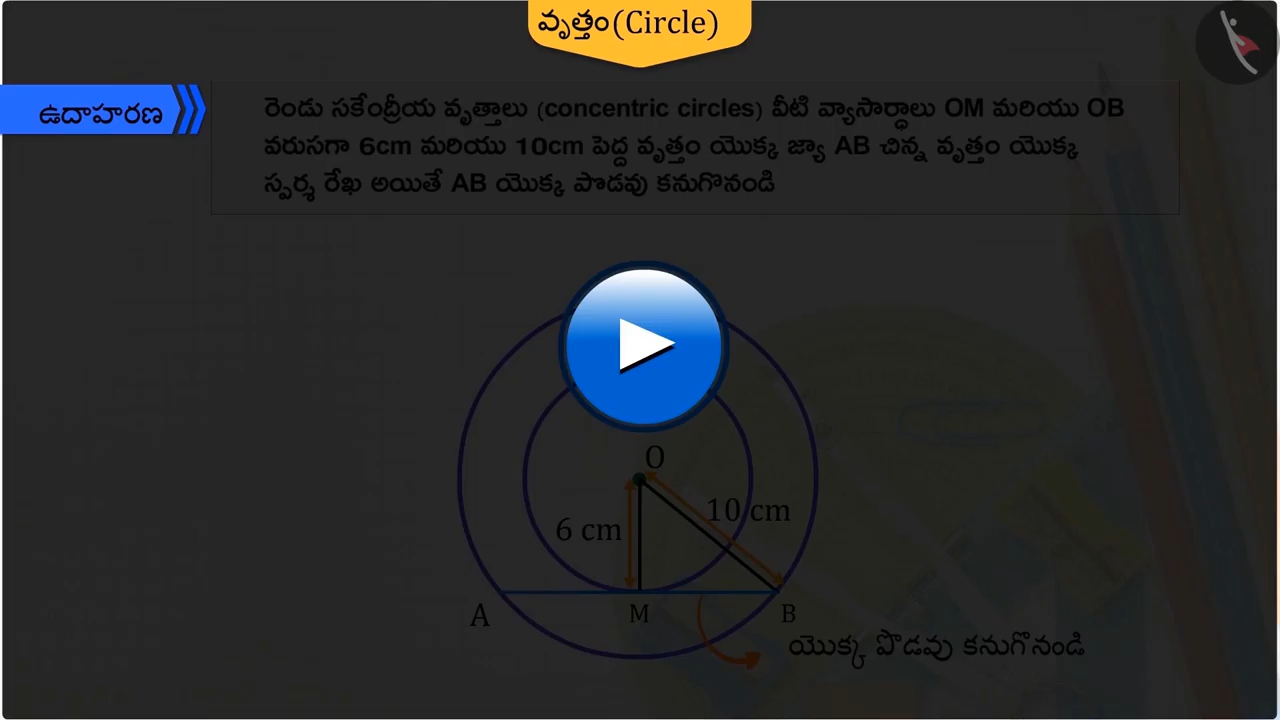 వృత్తం(Circle)
ఉదాహరణ
రెండు సకేంద్రీయ వృత్తాలు (concentric circles) వీటి వ్యాసార్ధాలు OM మరియు OB
వరుసగా 6cm మరియు 10cm పెద్ద వృత్తం యొక్క జ్యా AB చిన్న వృత్తం యొక్క
స్పర్శ రేఖ అయితే AB యొక్క పొడవు కనుగొనండి
O
10 cm
6 cm
A
M
B
యొక్క పొడవు కనుగొనండి